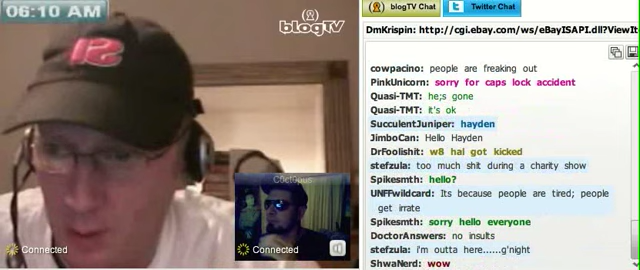 06:10 AM
blogTV
Connected
C0ct0pus
Connected
blogTV Chat
Twitter Chat
DmKrispin: http://cgi.ebay.com/ws/eBayISAPI.dll?ViewIt
cowpacino: people are freaking out
PinkUnicorn: sorry for caps lock accident
Quasi-TMT: he;s gone
Quasi-TMT: it's ok
SucculentJuniper: hayden
JimboCan: Hello Hayden
DrFoolishit: w8 hal got kicked
stefzula: too much shit during a charity show
Spikesmth: hello?
UNFFwildcard: Its because people are tired; people
get irrate
Spikesmth: sorry hello everyone
DoctorAnswers: no insults
stefzula: i'm outta here......g'night
ShwaNerd: wow